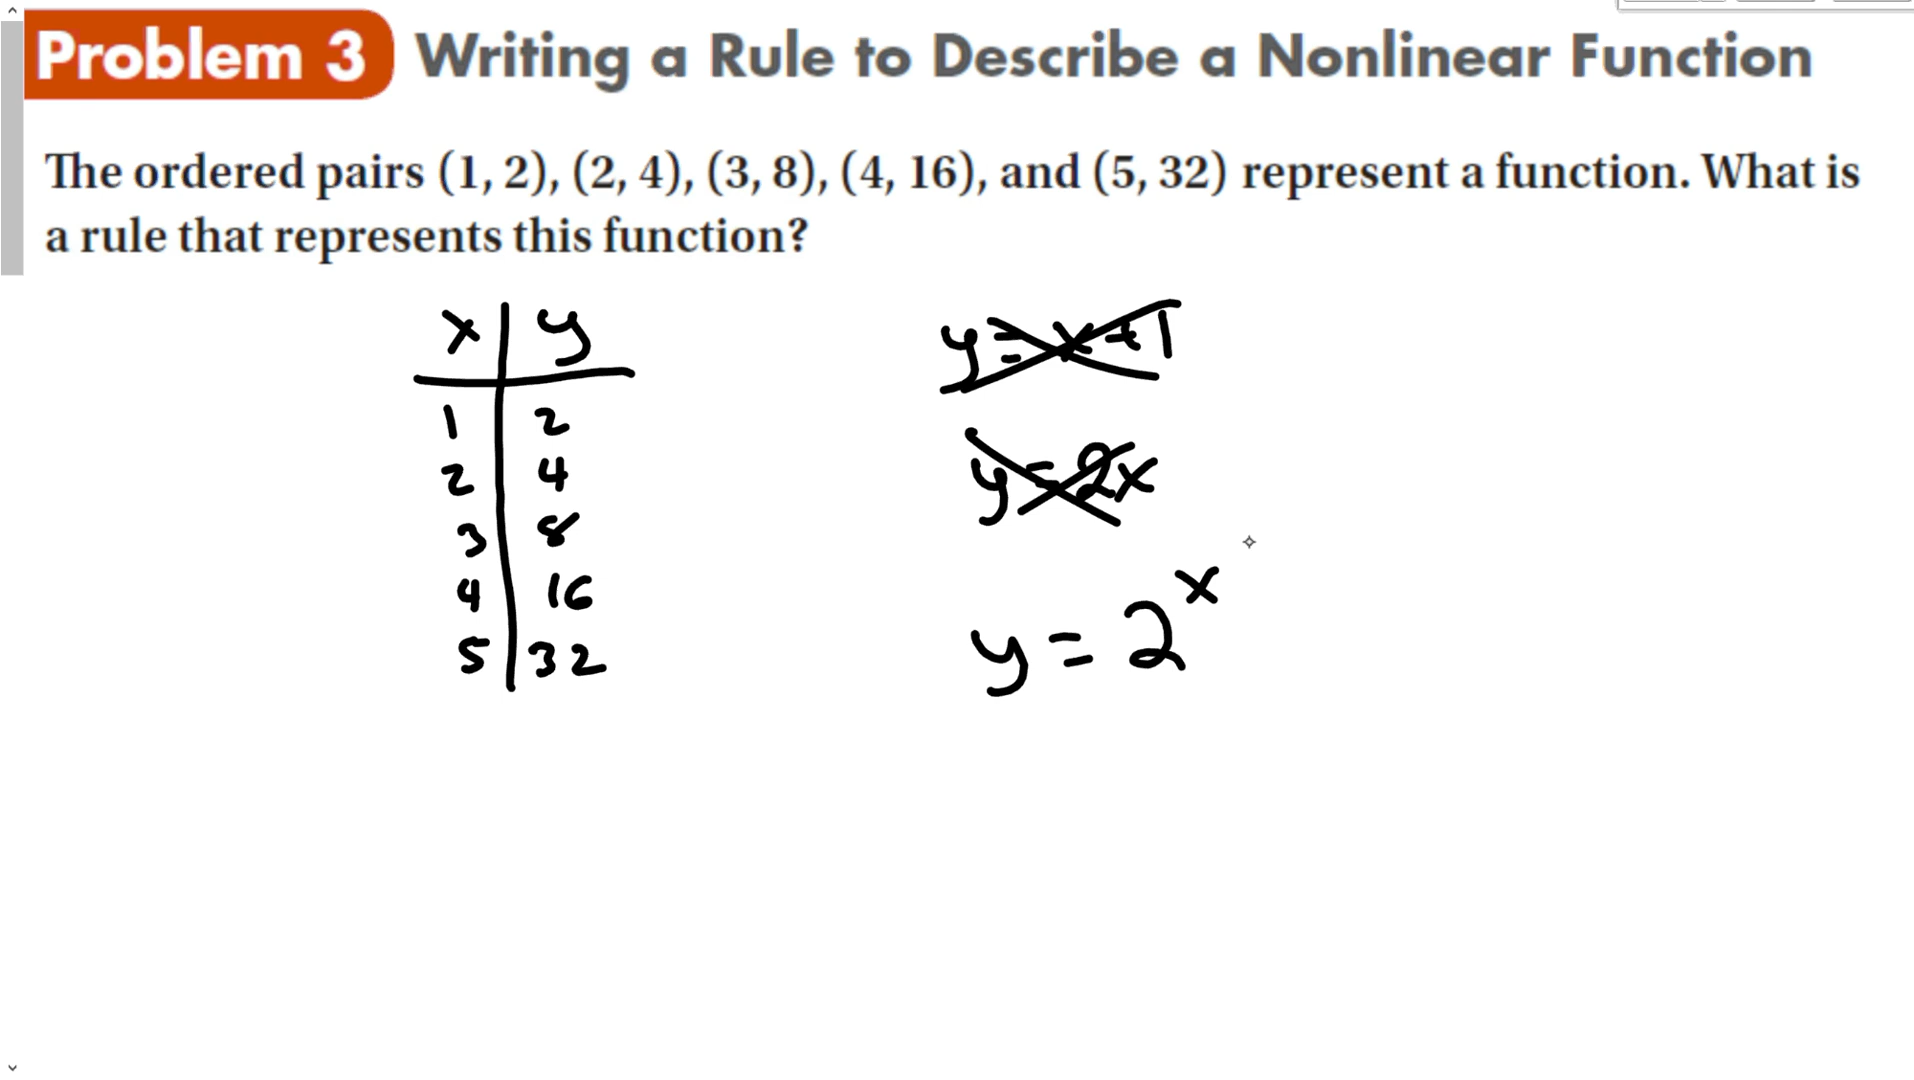 Problem 3 Writing a Rule to Describe a Nonlinear Function
The ordered pairs (1, 2), (2, 4), (3, 8), (4, 16), and (5, 32) represent a function. What is
a rule that represents this function?
x y
1 2
2 4
3 8
4 16
5 32
y = x + 1
y = 2x
y = 2^x